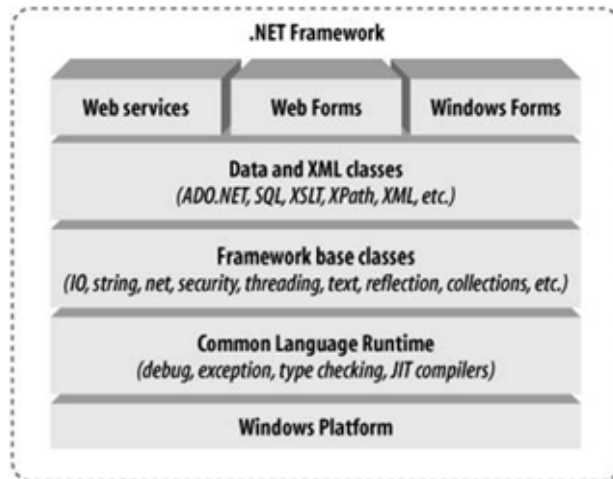 .NET Framework
Web services
Web Forms
Windows Forms
Data and XML classes
(ADO.NET, SQL, XSLT, XPath, XML, etc.)
Framework base classes
(IO, string, net, security, threading, text, reflection, collections, etc.)
Common Language Runtime
(debug, exception, type checking, JIT compilers)
Windows Platform